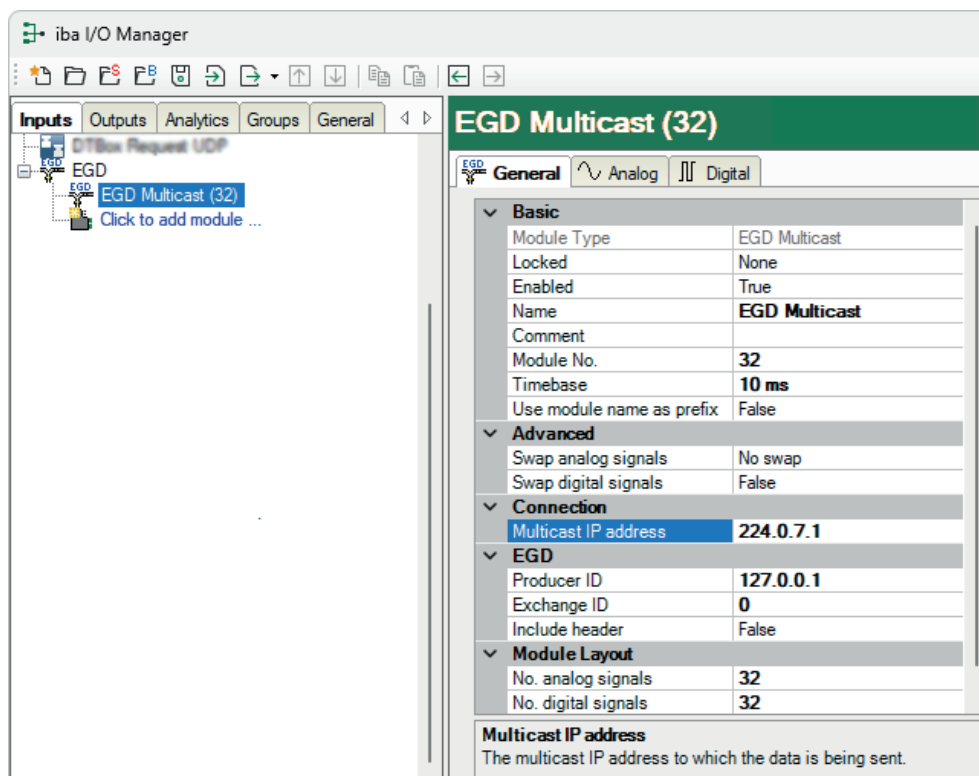 iba I/O Manager
Inputs Outputs Analytics Groups General
DTBox Request UDP
EGD
EGD Multicast (32)
Click to add module ...
EGD Multicast (32)
General Analog Digital
Basic
Module Type EGD Multicast
Locked None
Enabled True
Name EGD Multicast
Comment
Module No. 32
Timebase 10 ms
Use module name as prefix False
Advanced
Swap analog signals No swap
Swap digital signals False
Connection
Multicast IP address 224.0.7.1
EGD
Producer ID 127.0.0.1
Exchange ID 0
Include header False
Module Layout
No. analog signals 32
No. digital signals 32
Multicast IP address
The multicast IP address to which the data is being sent.